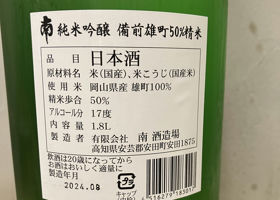 南 純米吟醸 備前雄町50%精米
品目 日本酒
原材料名 米(国産)、米こうじ(国産米)
使用米 岡山県産 雄町100%
精米歩合 50%
アルコール分 17度
内容量 1.8L
製造者 有限会社 南 酒造場
高知県安芸郡安田町安田1875
飲酒は20歳になってから
お酒はおいしく適量に
製造年月
2024.08
キャップ